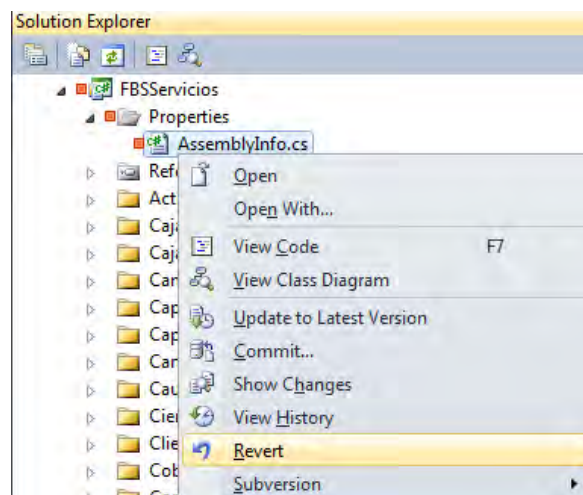 Solution Explorer
FBSServicios
Properties
AssemblyInfo.cs
Open
Open With...
View Code F7
View Class Diagram
Update to Latest Version
Commit...
Show Changes
View History
Revert
Subversion